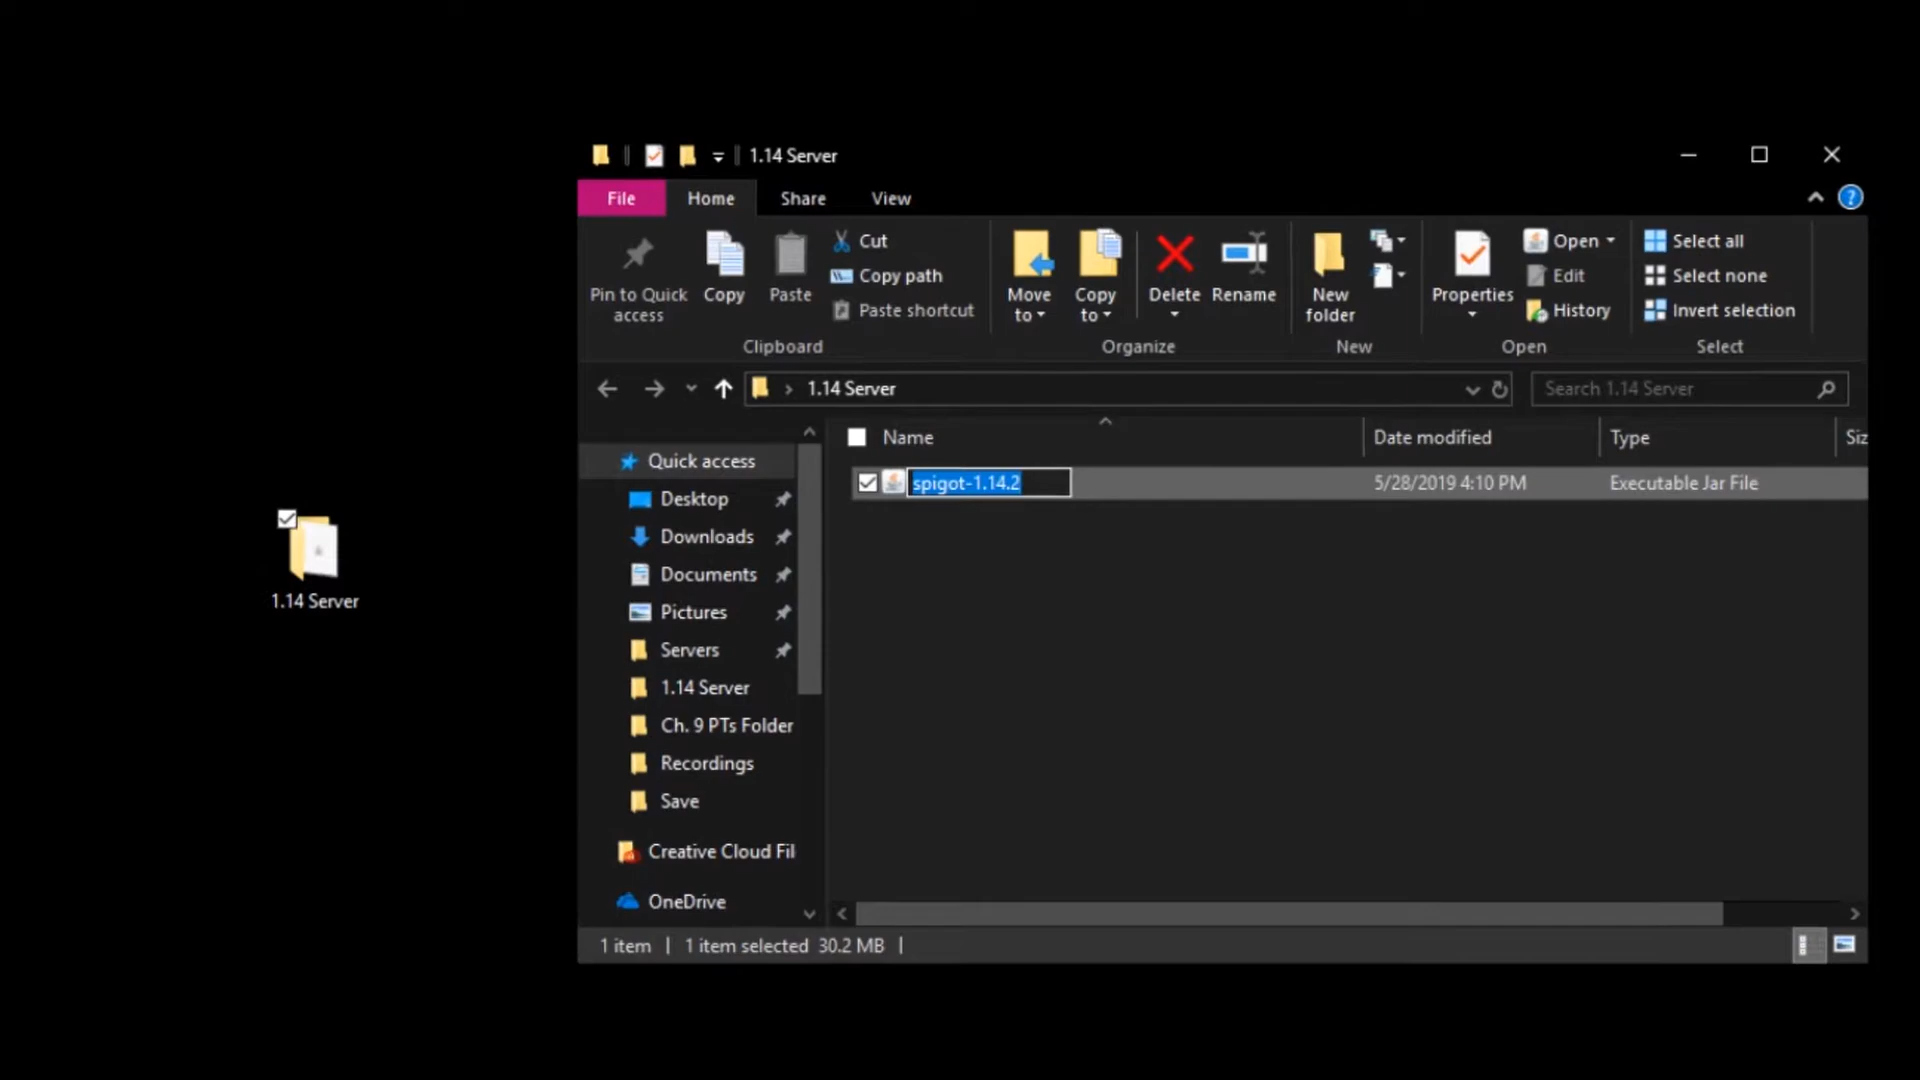 1.14 Server
File Home Share View
Pin to Quick access
Copy
Paste
Cut
Copy path
Paste shortcut
Clipboard
Move to
Copy to
Delete
Rename
Organize
New folder
New
Properties
Open
Edit
History
Open
Select all
Select none
Invert selection
Select
1.14 Server
Search 1.14 Server
Name Date modified Type Siz
spigot-1.14.2 5/28/2019 4:10 PM Executable Jar File
Quick access
Desktop
Downloads
Documents
Pictures
Servers
1.14 Server
Ch. 9 PTs Folder
Recordings
Save
Creative Cloud Fil
OneDrive
1 item 1 item selected 30.2 MB
1.14 Server